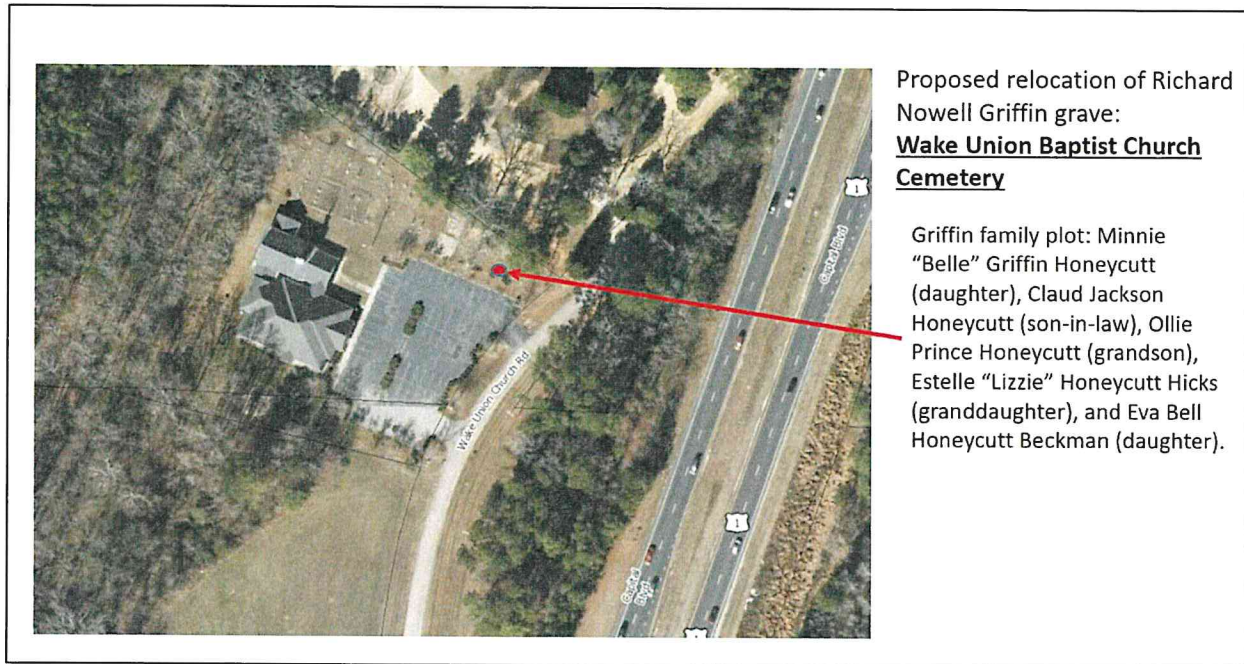 Proposed relocation of Richard
Nowell Griffin grave:
Wake Union Baptist Church
Cemetery
Griffin family plot: Minnie
“Belle” Griffin Honeycutt
(daughter), Claud Jackson
Honeycutt (son-in-law), Ollie
Prince Honeycutt (grandson),
Estelle “Lizzie” Honeycutt Hicks
(granddaughter), and Eva Bell
Honeycutt Beckman (daughter).
1
Capital Blvd
Wake Union Church Rd
1
Capital
Blvd
1